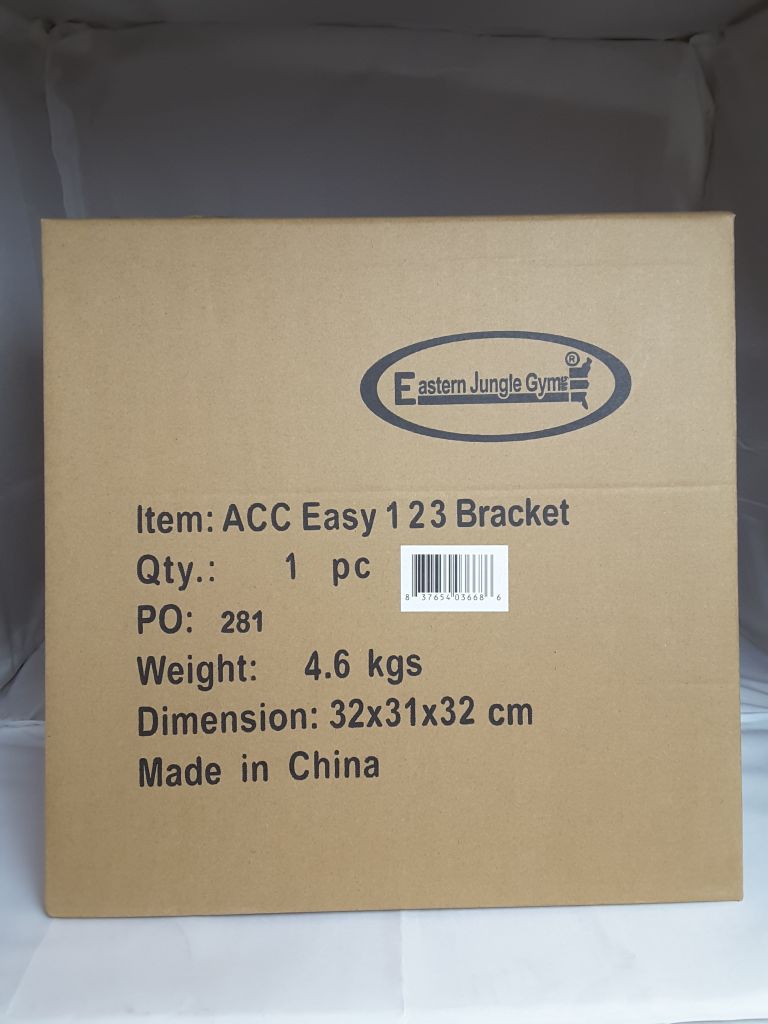 Eastern Jungle Gym ®
Item: ACC Easy 1 2 3 Bracket
Qty.: 1 pc
8 37654 03668 6
PO: 281
Weight: 4.6 kgs
Dimension: 32x31x32 cm
Made in China